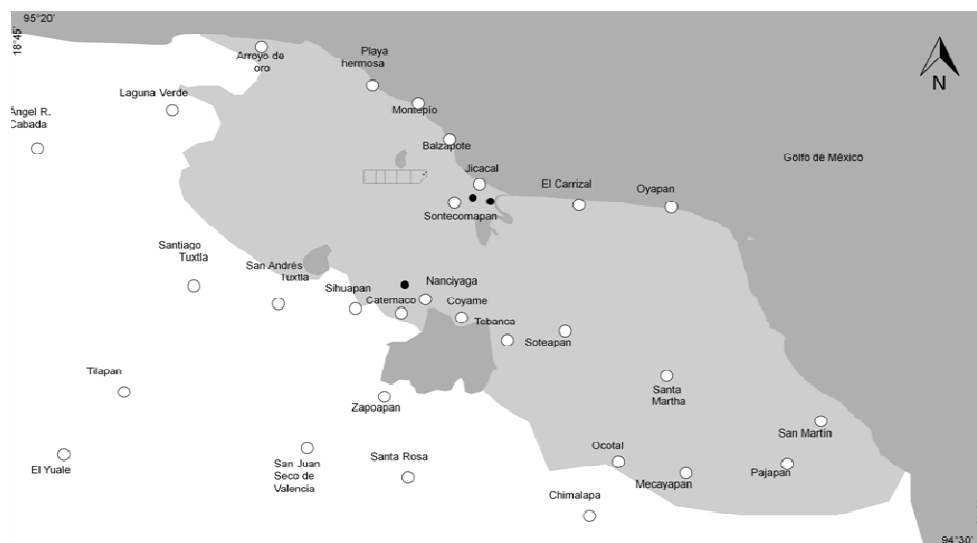 95°20'
18°45'
Arroyo de
oro
Playa
hermosa
Laguna Verde
Montepío
Angel R.
Cabada
Balzapote
Golfo de México
Jicacal
El Carrizal
Oyapan
Sontecomapan
Santiago
Tuxtla
San Andrés
Tuxtla
Sihuapan
Nanciyaga
Catemaco
Coyame
Tebanca
Soteapan
Tilapan
Santa
Martha
Zapoapan
San Martin
Ocotal
El Yuale
San Juan
Seco de
Valencia
Santa Rosa
Mecayapan
Pajapan
Chimalapa
94°30'
N